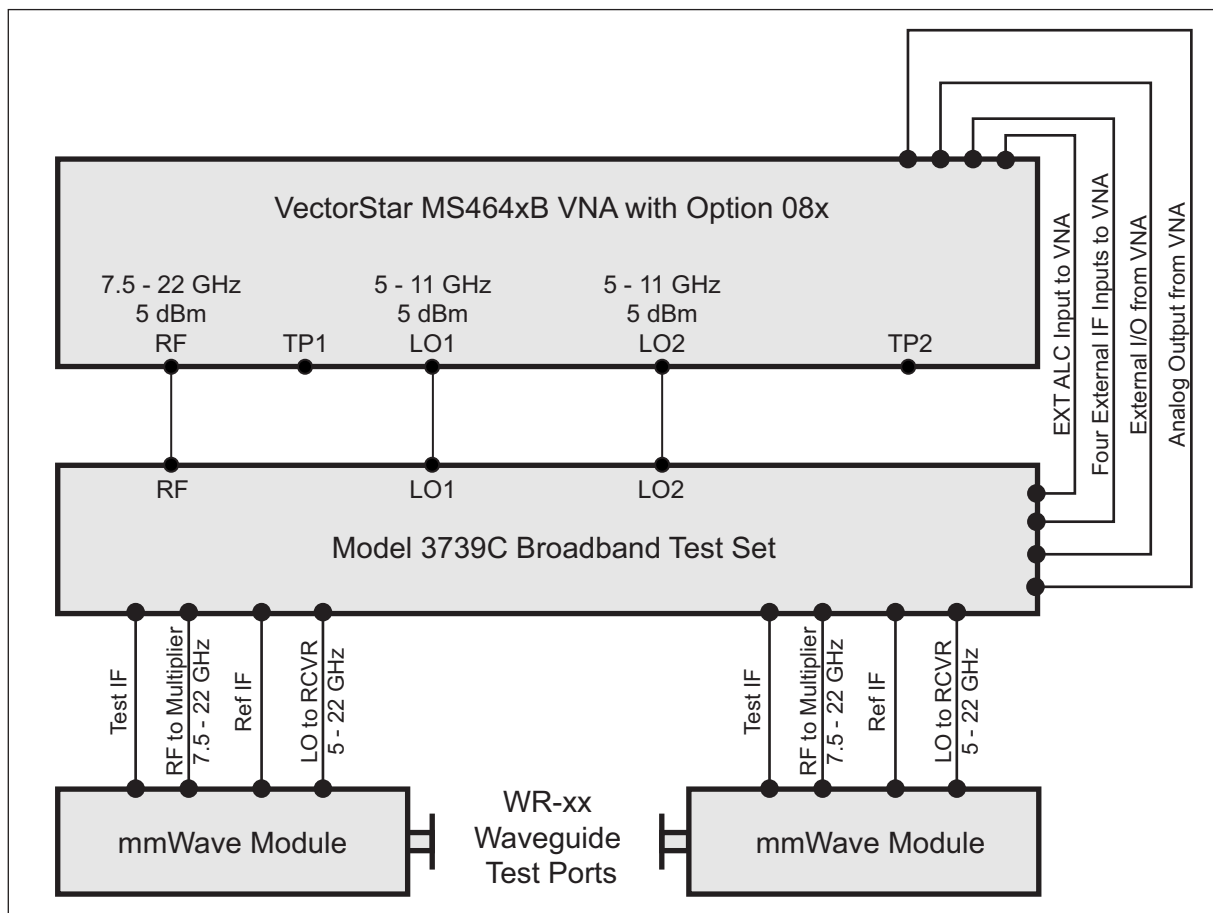 VectorStar MS464xB VNA with Option 08x
7.5 - 22 GHz
5 dBm
RF
TP1
5 - 11 GHz
5 dBm
LO1
5 - 11 GHz
5 dBm
LO2
TP2
EXT ALC Input to VNA
Four External IF Inputs to VNA
External I/O from VNA
Analog Output from VNA
RF
LO1
LO2
Model 3739C Broadband Test Set
Test IF
RF to Multiplier
7.5 - 22 GHz
Ref IF
LO to RCVR
5 - 22 GHz
Test IF
RF to Multiplier
7.5 - 22 GHz
Ref IF
LO to RCVR
5 - 22 GHz
mmWave Module
WR-xx
Waveguide
Test Ports
mmWave Module